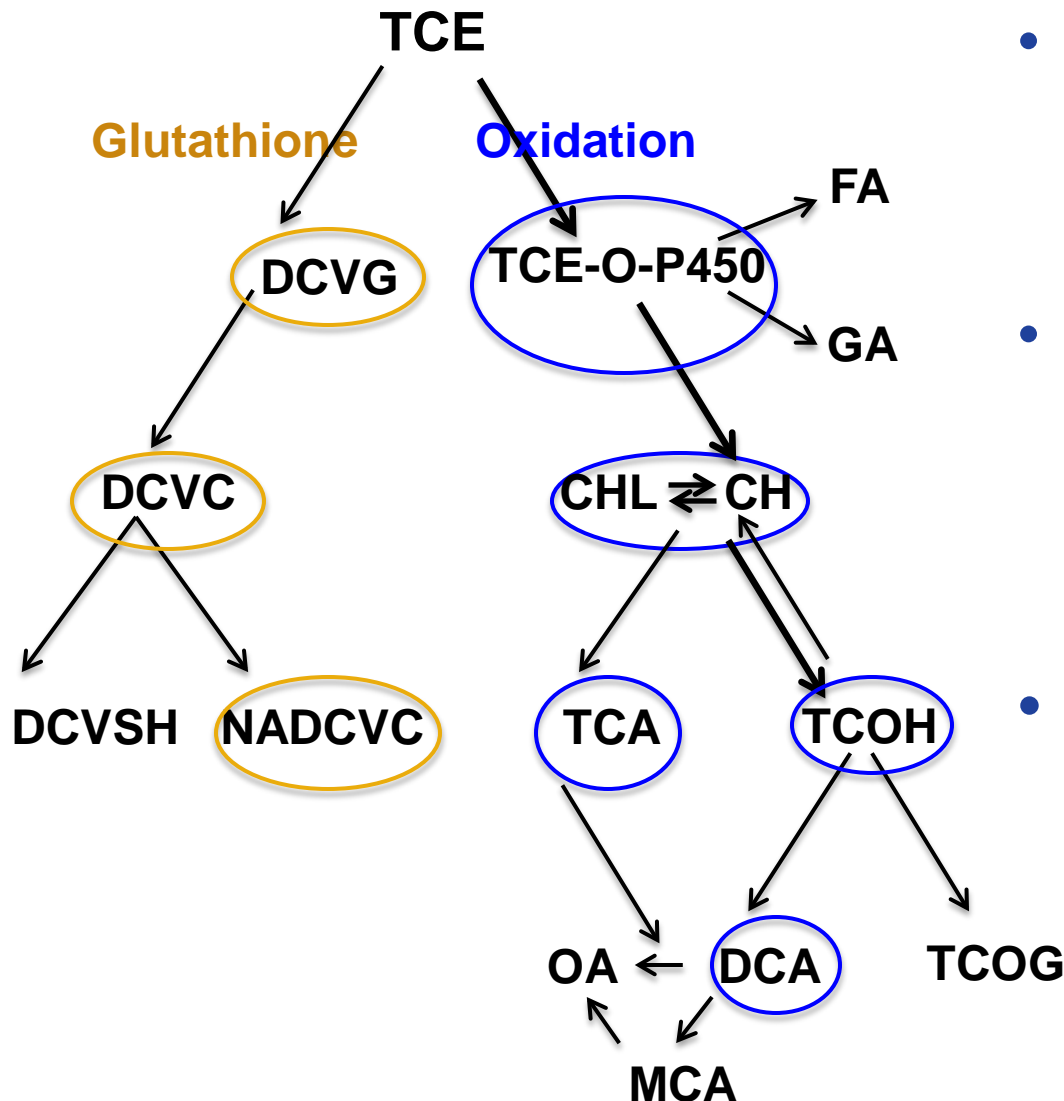 TCE
Glutathione
Oxidation
FA
DCVG
TCE-O-P450
GA
DCVC
CHL
CH
DCVSH
NADCVC
TCA
TCOH
OA
DCA
TCOG
MCA